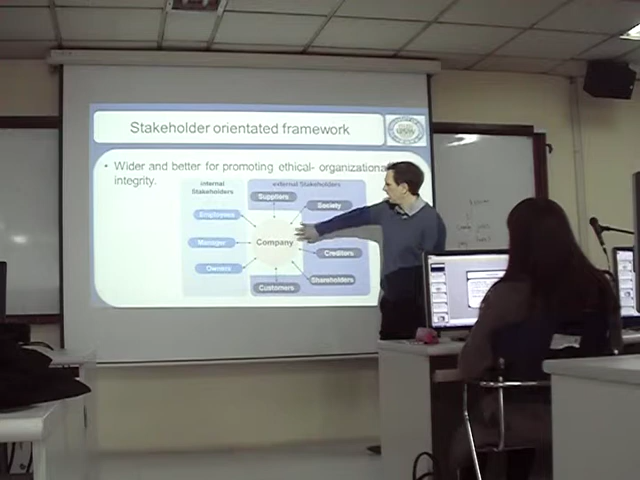 Stakeholder orientated framework
• Wider and better for promoting ethical- organizationa
integrity.
internal
Stakeholders
external Stakeholders
Suppliers
Society
Employees
Manager
Company
Creditors
Owners
Shareholders
Customers